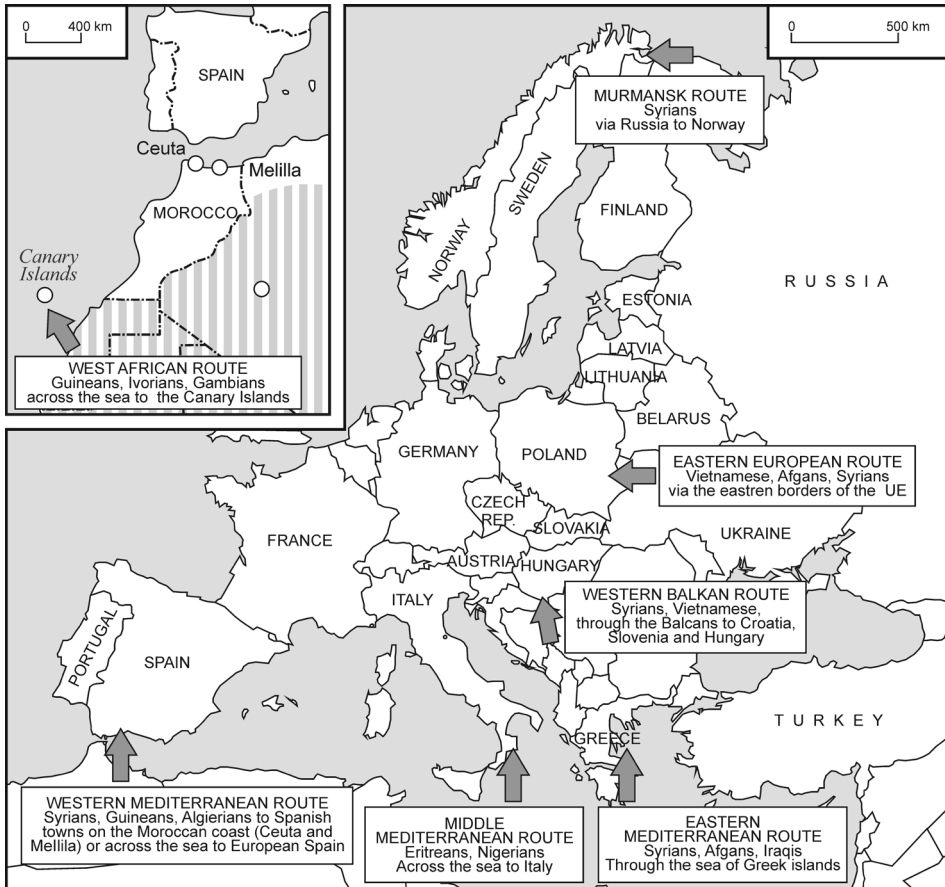 0 400 km
SPAIN
Ceuta
Melilla
MOROCCO
Canary
Islands
WEST AFRICAN ROUTE
Guineans, Ivorians, Gambians
across the sea to the Canary Islands
0 500 km
MURMANSK ROUTE
Syrians
via Russia to Norway
SWEDEN
FINLAND
NORWAY
RUSSIA
ESTONIA
LATVIA
LITHUANIA
BELARUS
GERMANY
POLAND
EASTERN EUROPEAN ROUTE
Vietnamese, Afgans, Syrians
via the eastren borders of the UE
CZECH
REP.
SLOVAKIA
UKRAINE
FRANCE
AUSTRIA
HUNGARY
ITALY
WESTERN BALKAN ROUTE
Syrians, Vietnamese,
through the Balcans to Croatia,
Slovenia and Hungary
PORTUGAL
SPAIN
TURKEY
GREECE
WESTERN MEDITERRANEAN ROUTE
Syrians, Guineans, Algierians to Spanish
towns on the Moroccan coast (Ceuta and
Mellila) or across the sea to European Spain
MIDDLE
MEDITERRANEAN ROUTE
Eritreans, Nigerians
Across the sea to Italy
EASTERN
MEDITERRANEAN ROUTE
Syrians, Afgans, Iraqis
Through the sea of Greek islands